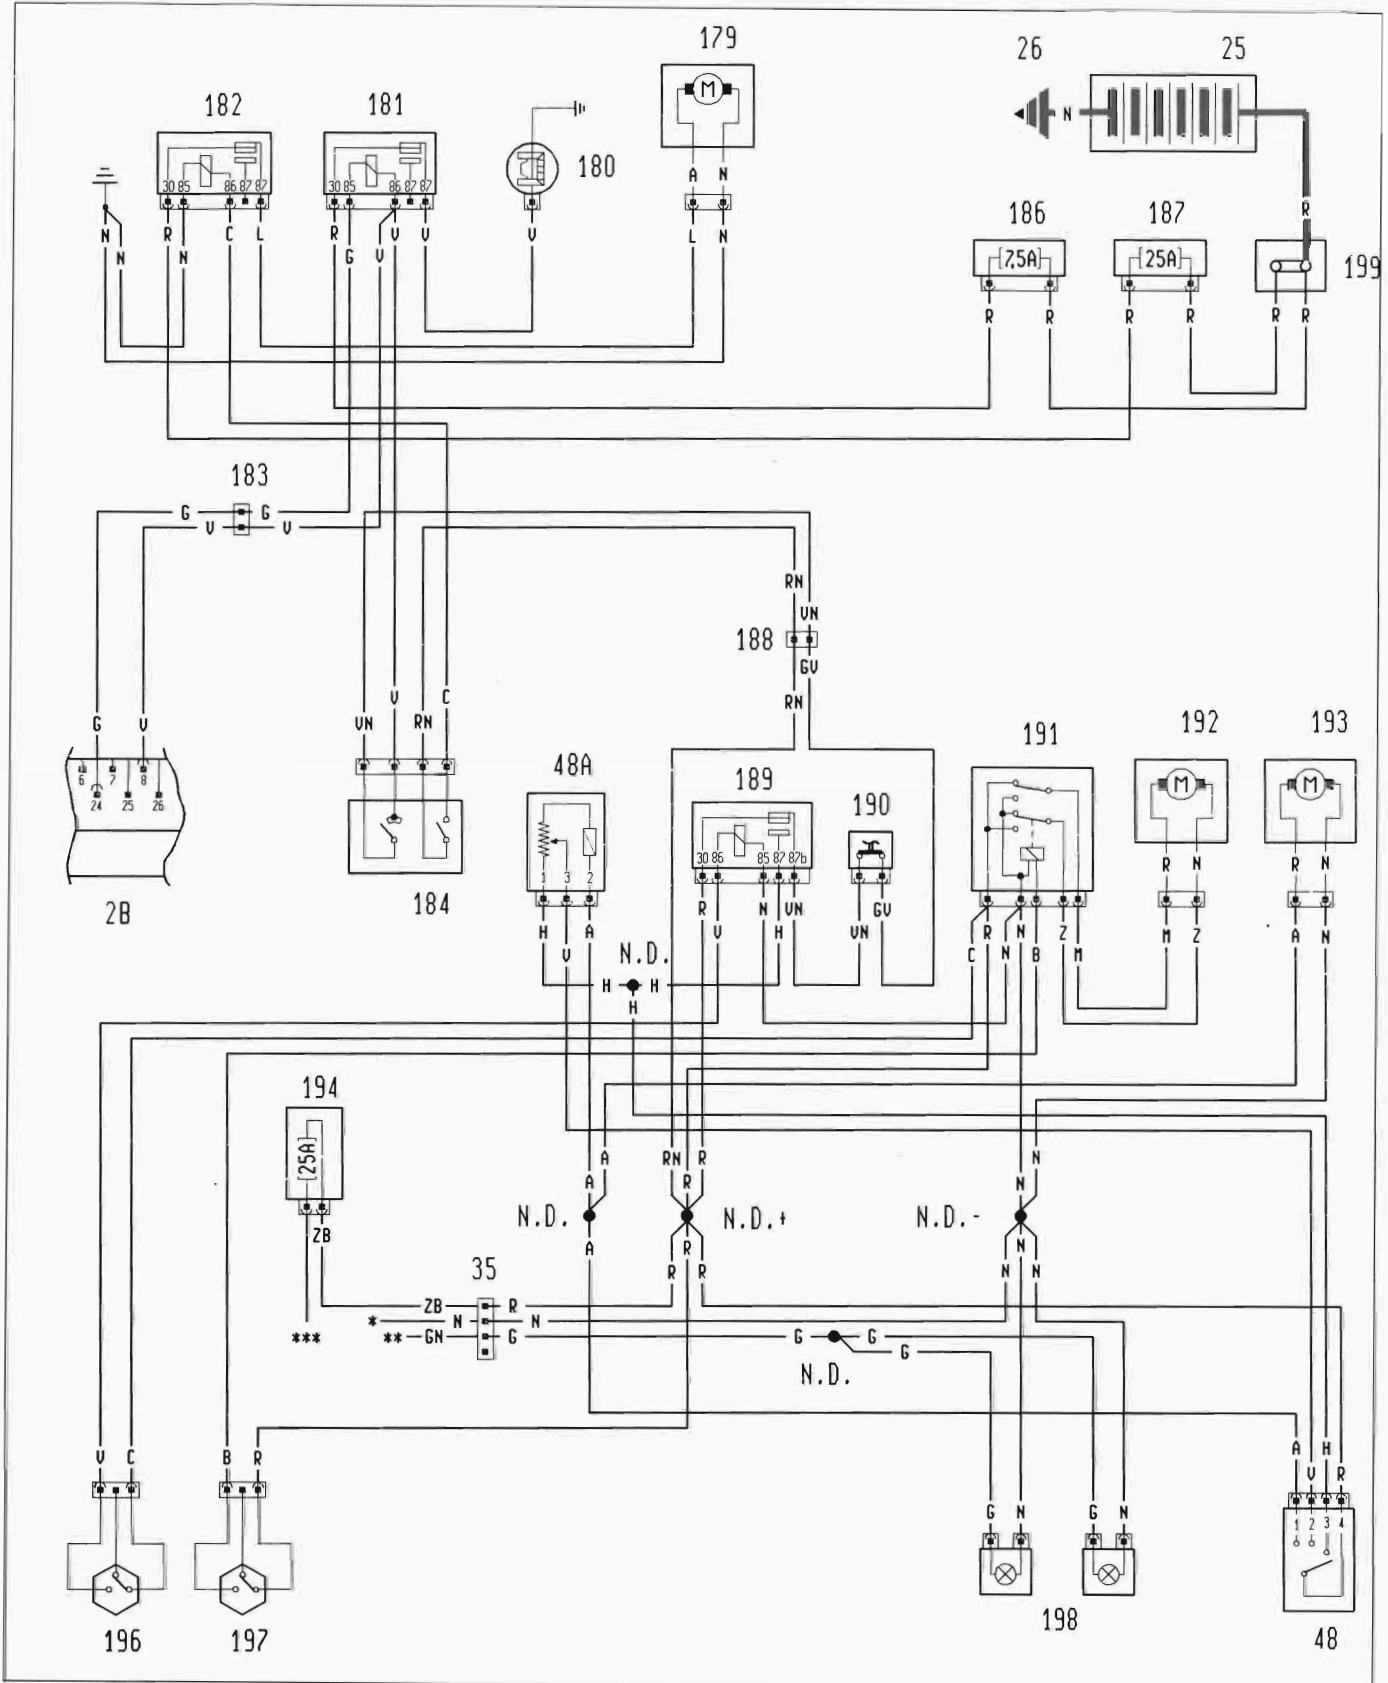 179
26
25
182
181
N
180
30 85 86 87 87
30 85 86 87 87
A N
R
186
187
N R C L
R V V
V
L N
7,5A
25A
199
N N
G V
R R R R R R
183
G G
V V
RN
VN
188
GV
RN
G V
VN V RN C
191
192
193
48A
189
190
M
M
6 7 8
24 25 26
30 86 85 87 87b
1 3 2
R N R N
2B
184
R N VN GV
H A V H VN
R N Z M Z A N
V C N B M
N.D.
H H
H
194
25A
A RN R N
A R N
N.D.
N.D.+
N.D.-
ZB
A R N
35
R R N N
ZB R
* N N
*** ** GN G G G
G
N.D.
A H
V C B R V R
G N G N
1 2 3 4
198
196
197
48